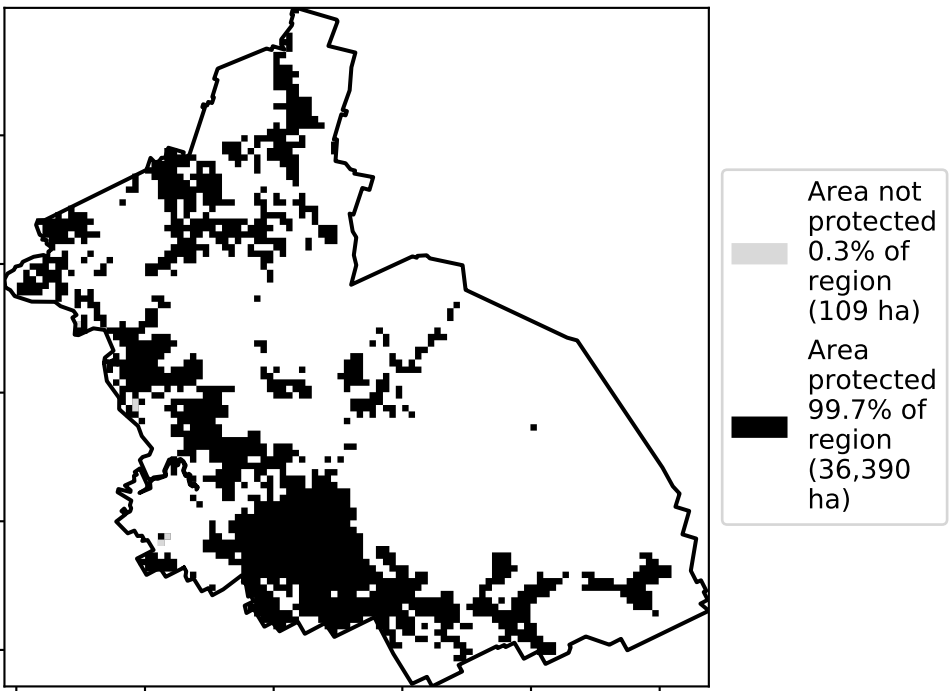 Area not
protected
0.3% of
region
(109 ha)
Area
protected
99.7% of
region
(36,390
ha)